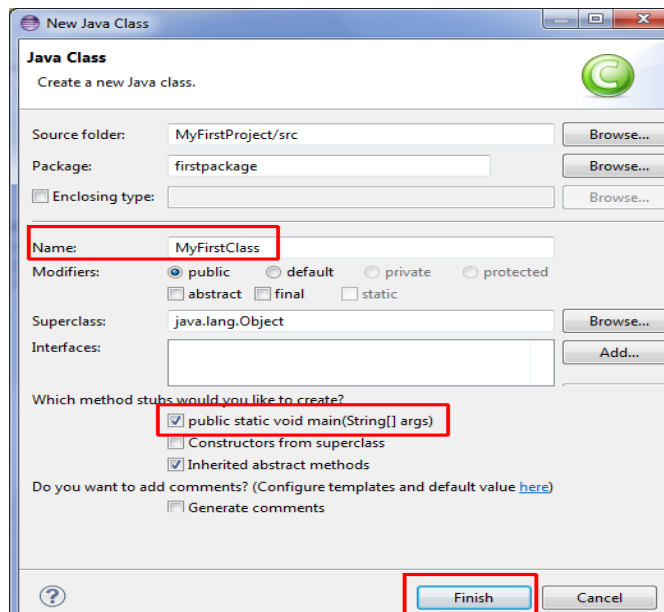 New Java Class
Java Class
Create a new Java class.
C
Source folder: MyFirstProject/src Browse...
Package: firstpackage Browse...
Enclosing type: Browse...
Name: MyFirstClass
Modifiers: public default private protected
abstract final static
Superclass: java.lang.Object Browse...
Interfaces: Add...
Which method stubs would you like to create?
public static void main(String[] args)
Constructors from superclass
Inherited abstract methods
Do you want to add comments? (Configure templates and default value here)
Generate comments
? Finish Cancel